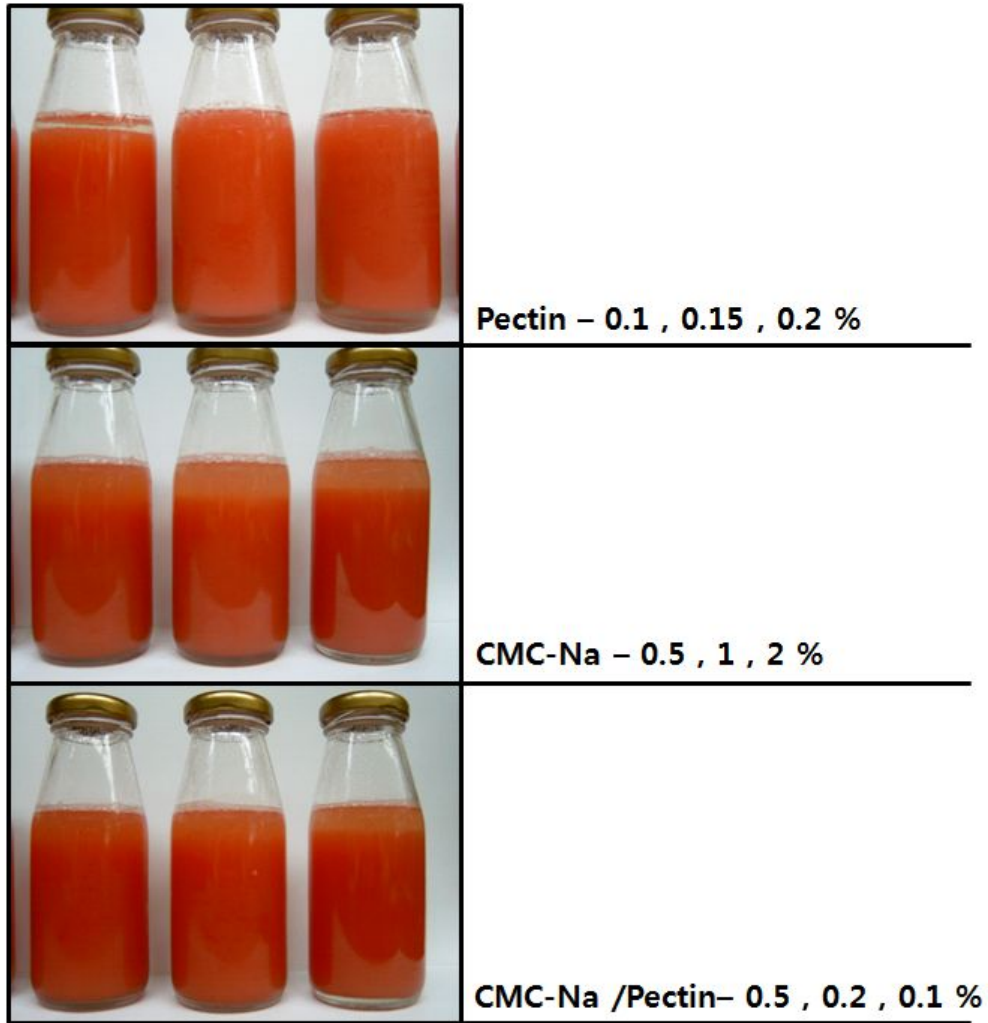 Pectin – 0.1 , 0.15 , 0.2 %
CMC-Na – 0.5 , 1 , 2 %
CMC-Na /Pectin– 0.5 , 0.2 , 0.1 %